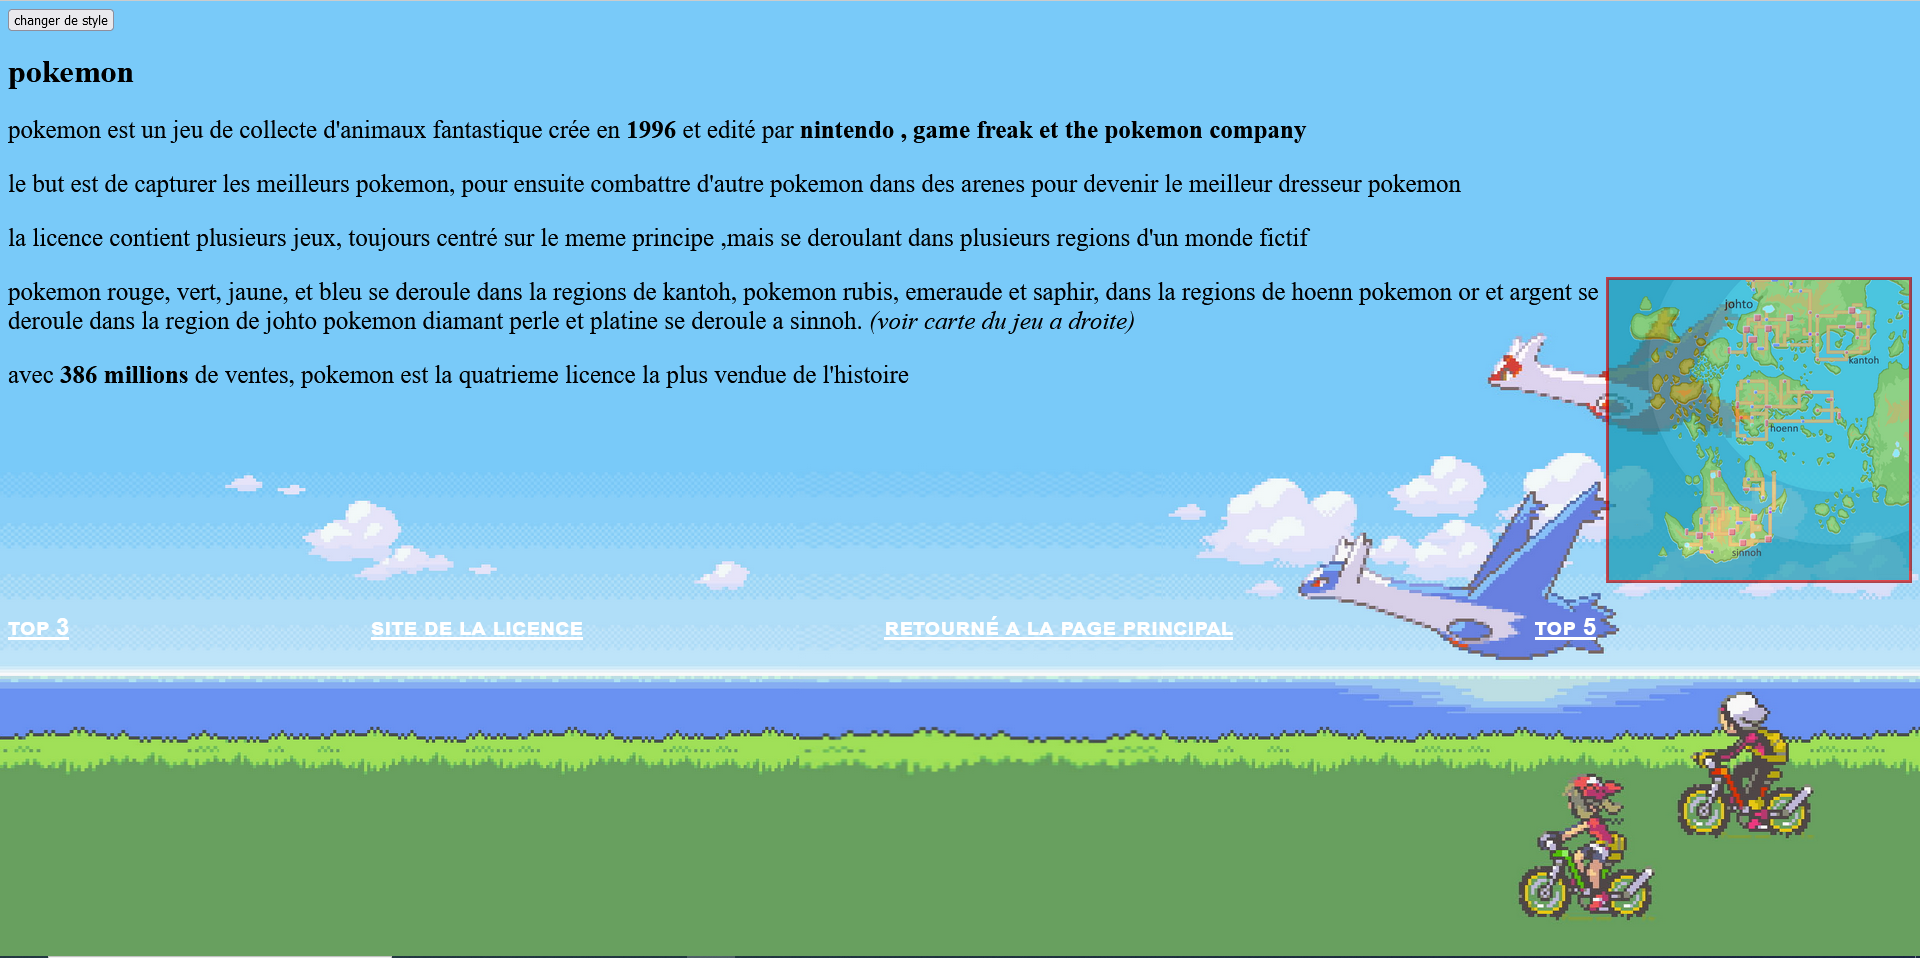 changer de style
pokemon
pokemon est un jeu de collecte d'animaux fantastique crée en 1996 et edité par nintendo , game freak et the pokemon company
le but est de capturer les meilleurs pokemon, pour ensuite combattre d'autre pokemon dans des arenes pour devenir le meilleur dresseur pokemon
la licence contient plusieurs jeux, toujours centré sur le meme principe ,mais se deroulant dans plusieurs regions d'un monde fictif
pokemon rouge, vert, jaune, et bleu se deroule dans la regions de kantoh, pokemon rubis, emeraude et saphir, dans la regions de hoenn pokemon or et argent se
deroule dans la region de johto pokemon diamant perle et platine se deroule a sinnoh. (voir carte du jeu a droite)
avec 386 millions de ventes, pokemon est la quatrieme licence la plus vendue de l'histoire
johto
kantoh
hoenn
sinnoh
TOP 3 SITE DE LA LICENCE RETOURNÉ A LA PAGE PRINCIPAL TOP 5